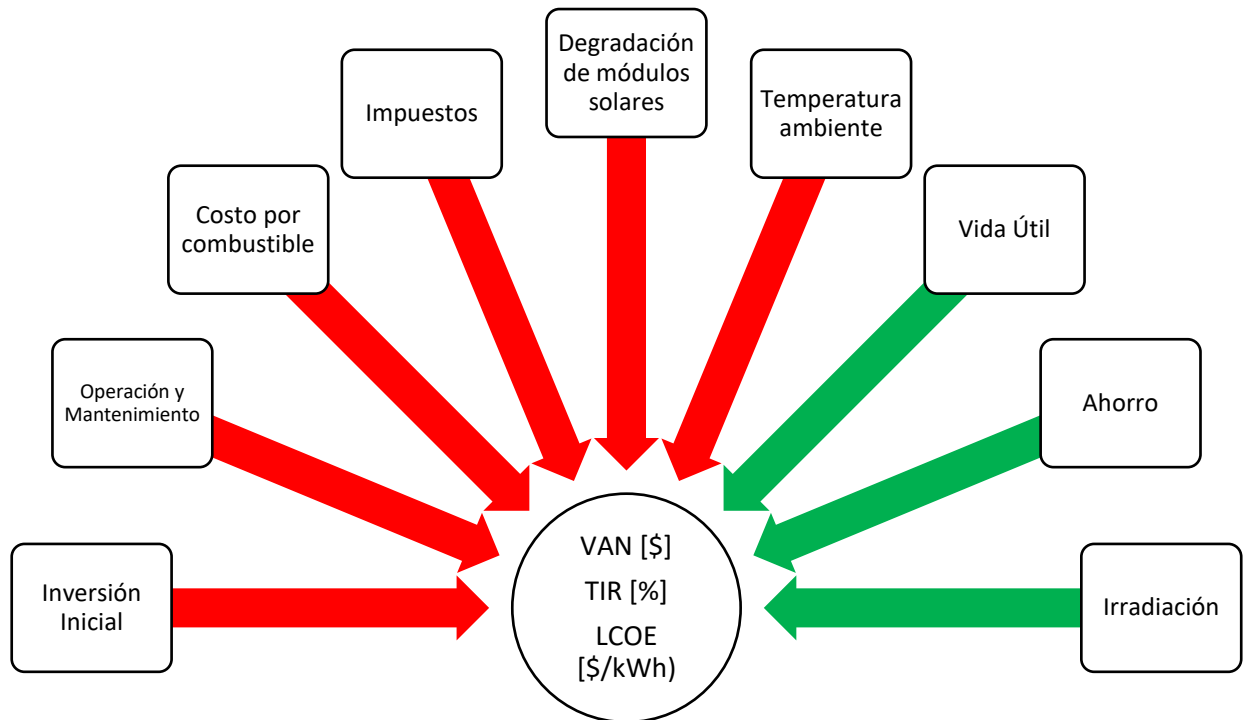 Degradación
de módulos
solares
Impuestos
Temperatura
ambiente
Costo por
combustible
Vida Útil
Operación y
Mantenimiento
Ahorro
Inversión
Inicial
Irradiación
VAN [$]
TIR [%]
LCOE
[$/kWh)